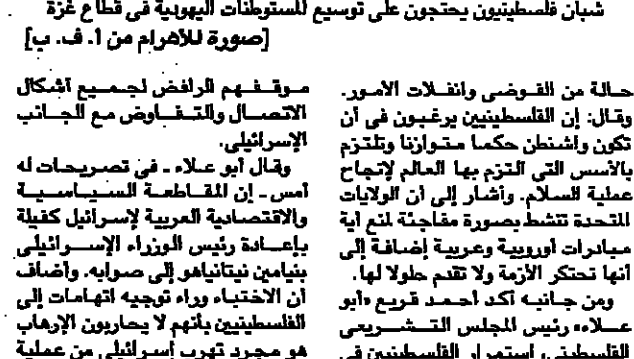 شبان فلسطينيون يحتجون على توسيع المستوطنات اليهودية فى قطاع غزة
[صورة للأهرام من ا. ف. ب]
حالة من الفوضى وانفلات الأمور.
وقال: إن الفلسطينيين يرغبون فى أن
تكون واشنطن حكما متوازنا وتلتزم
بالأسس التى التزم بها العالم لإنجاح
عملية السلام. وأشار إلى أن الولايات
المتحدة تنشط بصورة مفاجئة لمنع أية
مبادرات أوروبية وعربية إضافة إلى
أنها تحتكر الأزمة ولا تقدم حلولا لها.
ومن جانبه أكد أحمد قريع «أبو
علاء» رئيس المجلس التشريعى
الفلسطينى استمرار الفلسطينيين فى
موقفهم الرافض لجميع أشكال
الاتصال والتفاوض مع الجانب
الإسرائيلى.
وقال أبو علاء ـ فى تصريحات له
أمس ـ إن المقاطعة السياسية
والاقتصادية العربية لإسرائيل كفيلة
بإعادة رئيس الوزراء الإسرائيلى
بنيامين نيتانياهو إلى صوابه. وأضاف
أن الاختباء وراء توجيه اتهامات إلى
الفلسطينيين بأنهم لا يحاربون الإرهاب
هو مجرد تهرب إسرائيلى من عملية